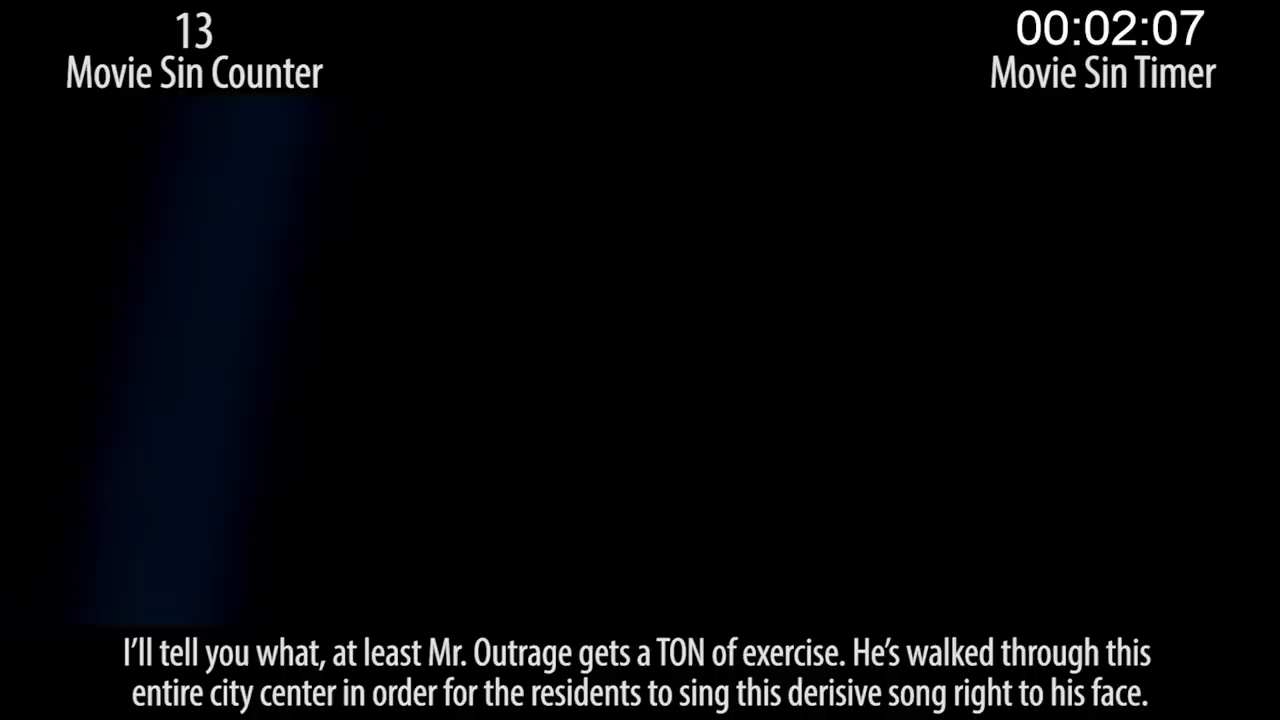 13
Movie Sin Counter
00:02:07
Movie Sin Timer
I'll tell you what, at least Mr. Outrage gets a TON of exercise. He's walked through this
entire city center in order for the residents to sing this derisive song right to his face.